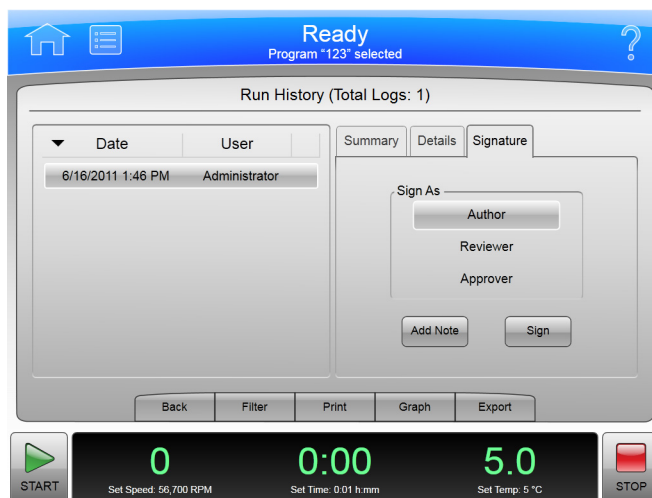 Ready
Program “123” selected
?
Run History (Total Logs: 1)
Date User
6/16/2011 1:46 PM Administrator
Summary Details Signature
Sign As
Author
Reviewer
Approver
Add Note Sign
Back Filter Print Graph Export
START
0 0:00 5.0
Set Speed: 56,700 RPM Set Time: 0:01 h:mm Set Temp: 5 °C
STOP